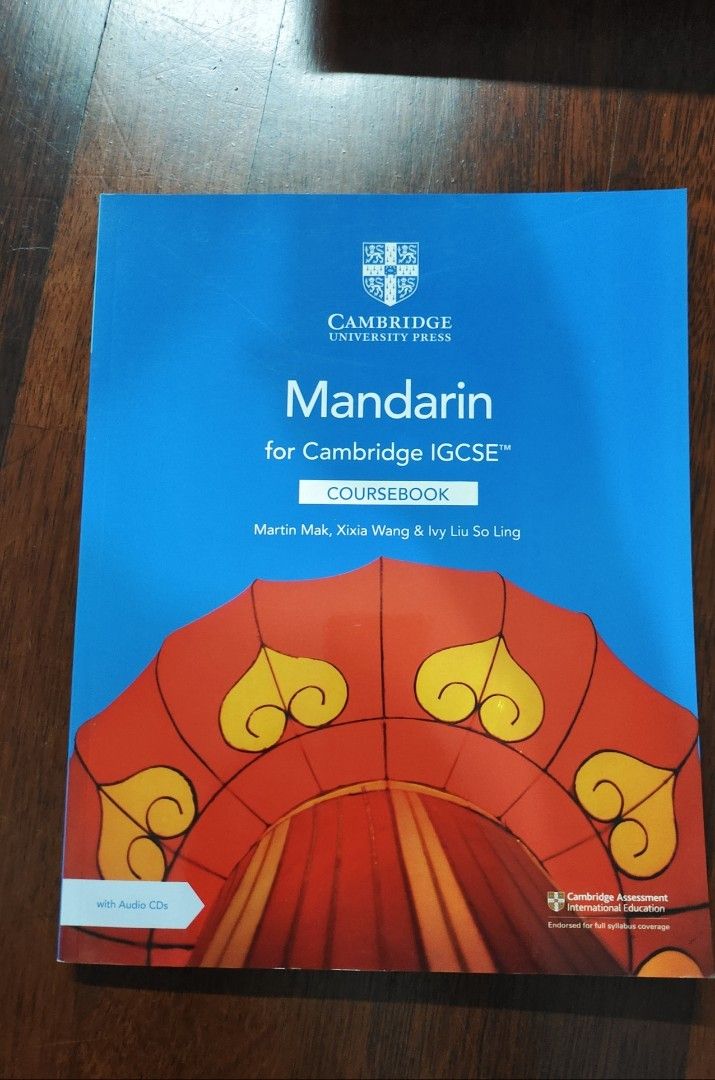 CAMBRIDGE
UNIVERSITY PRESS
Mandarin
for Cambridge IGCSE™
COURSEBOOK
Martin Mak, Xixia Wang & Ivy Liu So Ling
with Audio CDs
Cambridge Assessment
International Education
Endorsed for full syllabus coverage